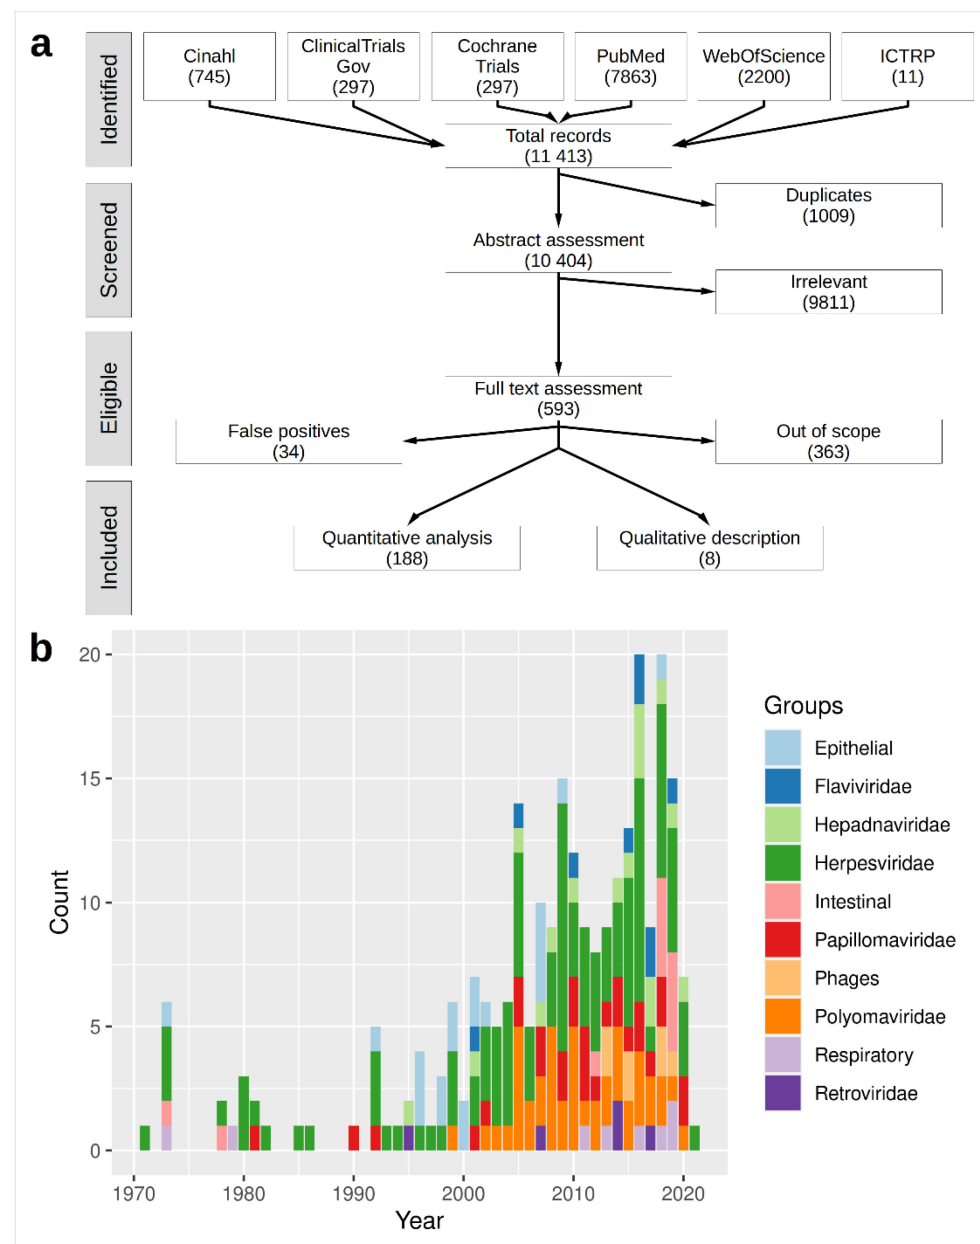 a
Identified
Cinahl
(745)
ClinicalTrials
Gov
(297)
Cochrane
Trials
(297)
PubMed
(7863)
WebOfScience
(2200)
ICTRP
(11)
Total records
(11 413)
Screened
Duplicates
(1009)
Abstract assessment
(10 404)
Irrelevant
(9811)
Eligible
Full text assessment
(593)
False positives
(34)
Out of scope
(363)
Included
Quantitative analysis
(188)
Qualitative description
(8)
b
Count
20
15
10
5
0
1970 1980 1990 2000 2010 2020
Year
Groups
Epithelial
Flaviviridae
Hepadnaviridae
Herpesviridae
Intestinal
Papillomaviridae
Phages
Polyomaviridae
Respiratory
Retroviridae